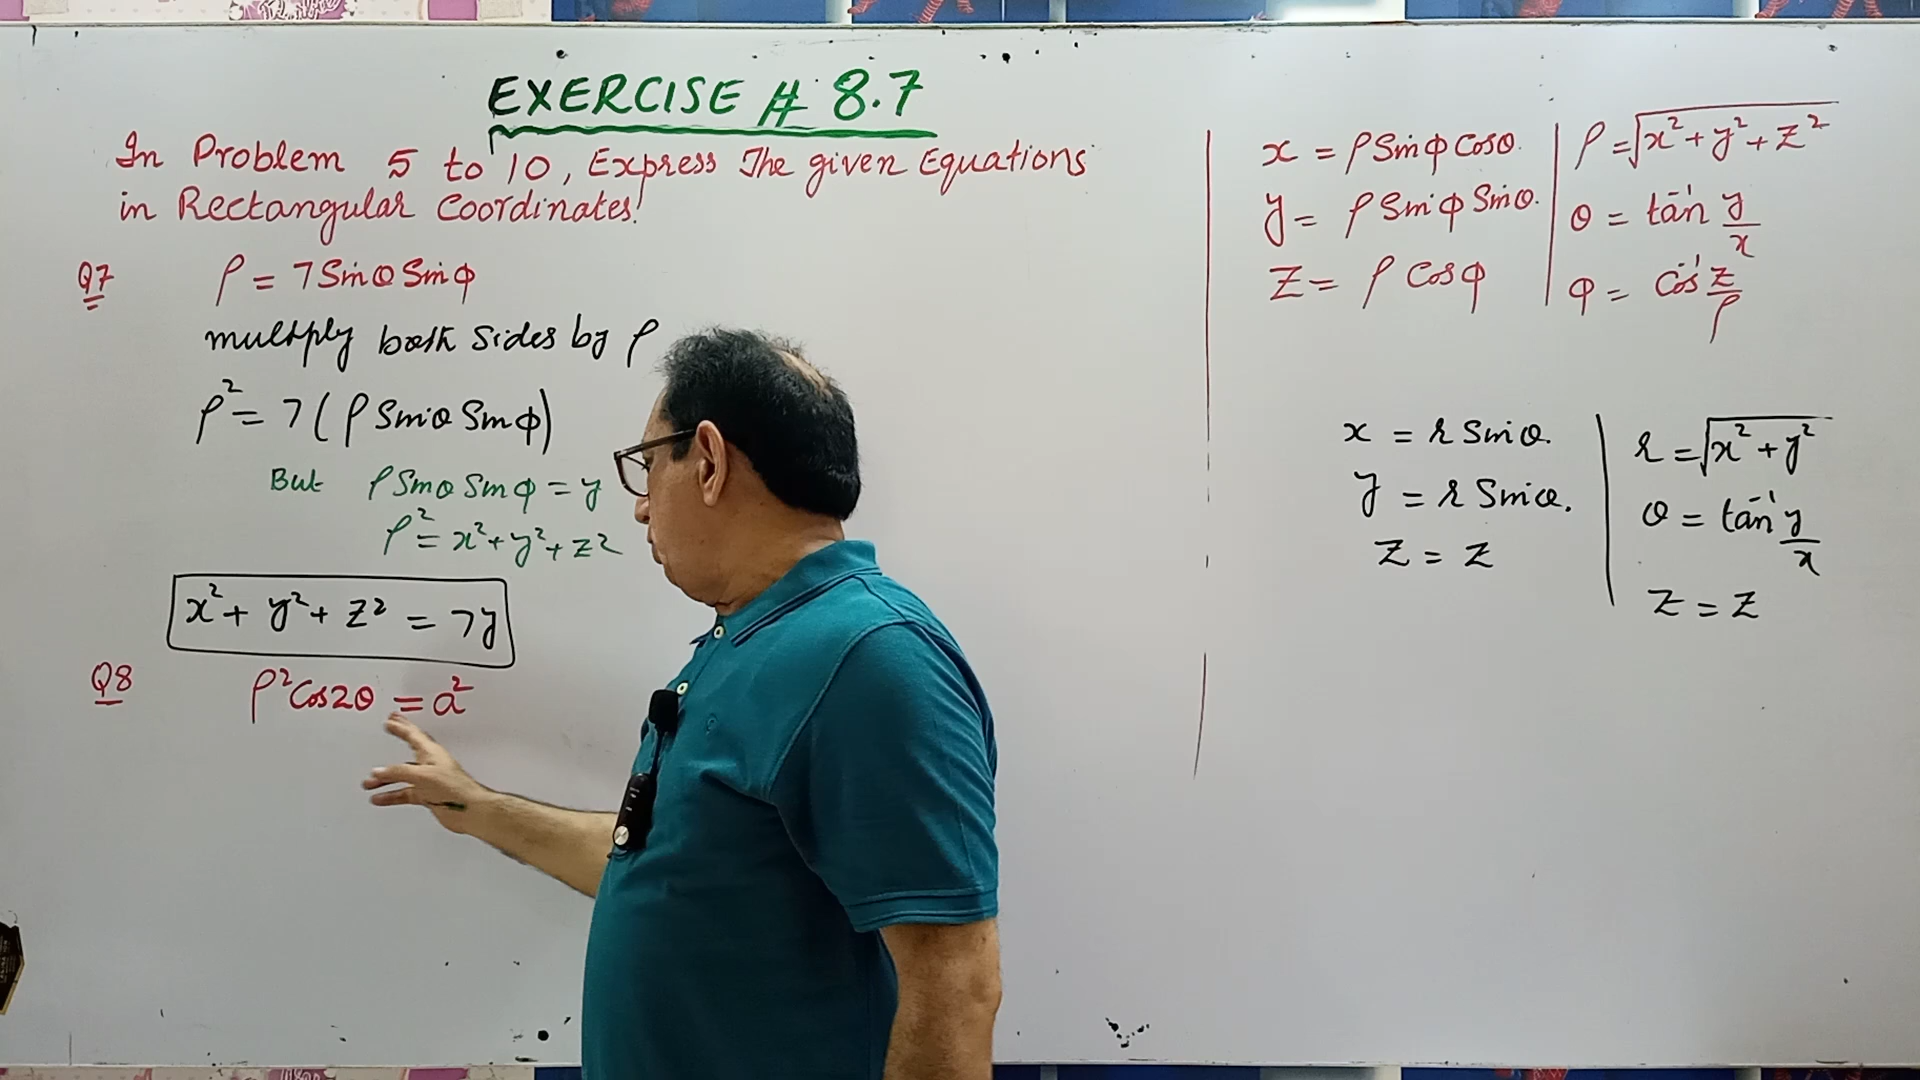 EXERCISE # 8.7
In Problem 5 to 10, Express The given Equations
in Rectangular Coordinates!
Q7 ρ = 7 Sinθ Sinφ
multply both sides by ρ
ρ² = 7 (ρ Sinθ Sinφ)
But ρ Sinθ Sinφ = y
ρ² = x² + y² + z²
x² + y² + z² = 7y
Q8 ρ² Cos2θ = a²
x = ρ Sinφ Cosθ.
y = ρ Sinφ Sinθ.
z = ρ Cosφ
ρ = √x² + y² + z²
θ = tan⁻¹ y/x
φ = Cos⁻¹ z/ρ
x = r Sinθ.
y = r Sinθ.
z = z
r = √x² + y²
θ = tan⁻¹ y/x
z = z